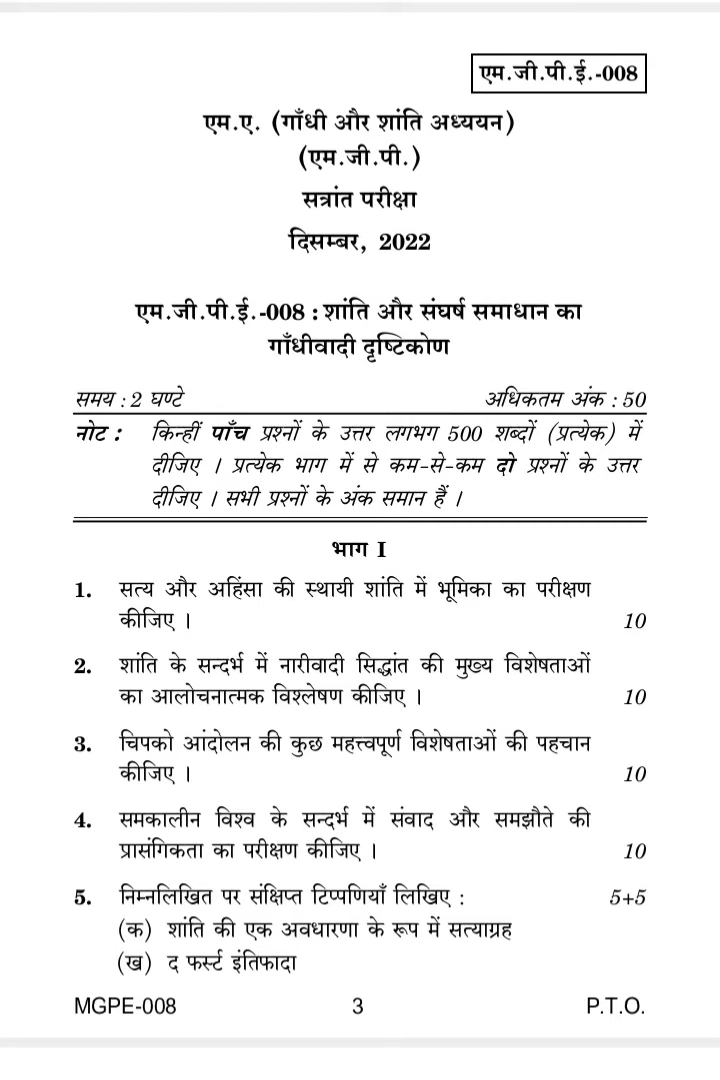 एम.जी.पी.ई.-008
एम.ए. (गाँधी और शांति अध्ययन)
(एम.जी.पी.)
सत्रांत परीक्षा
दिसम्बर, 2022
एम.जी.पी.ई.-008 : शांति और संघर्ष समाधान का
गाँधीवादी दृष्टिकोण
समय : 2 घण्टे अधिकतम अंक : 50
नोट : किन्हीं पाँच प्रश्नों के उत्तर लगभग 500 शब्दों (प्रत्येक) में
दीजिए । प्रत्येक भाग में से कम-से-कम दो प्रश्नों के उत्तर
दीजिए । सभी प्रश्नों के अंक समान हैं ।
भाग I
1. सत्य और अहिंसा की स्थायी शांति में भूमिका का परीक्षण
कीजिए । 10
2. शांति के सन्दर्भ में नारीवादी सिद्धांत की मुख्य विशेषताओं
का आलोचनात्मक विश्लेषण कीजिए । 10
3. चिपको आंदोलन की कुछ महत्त्वपूर्ण विशेषताओं की पहचान
कीजिए । 10
4. समकालीन विश्व के सन्दर्भ में संवाद और समझौते की
प्रासंगिकता का परीक्षण कीजिए । 10
5. निम्नलिखित पर संक्षिप्त टिप्पणियाँ लिखिए : 5+5
(क) शांति की एक अवधारणा के रूप में सत्याग्रह
(ख) द फर्स्ट इंतिफादा
MGPE-008 3 P.T.O.